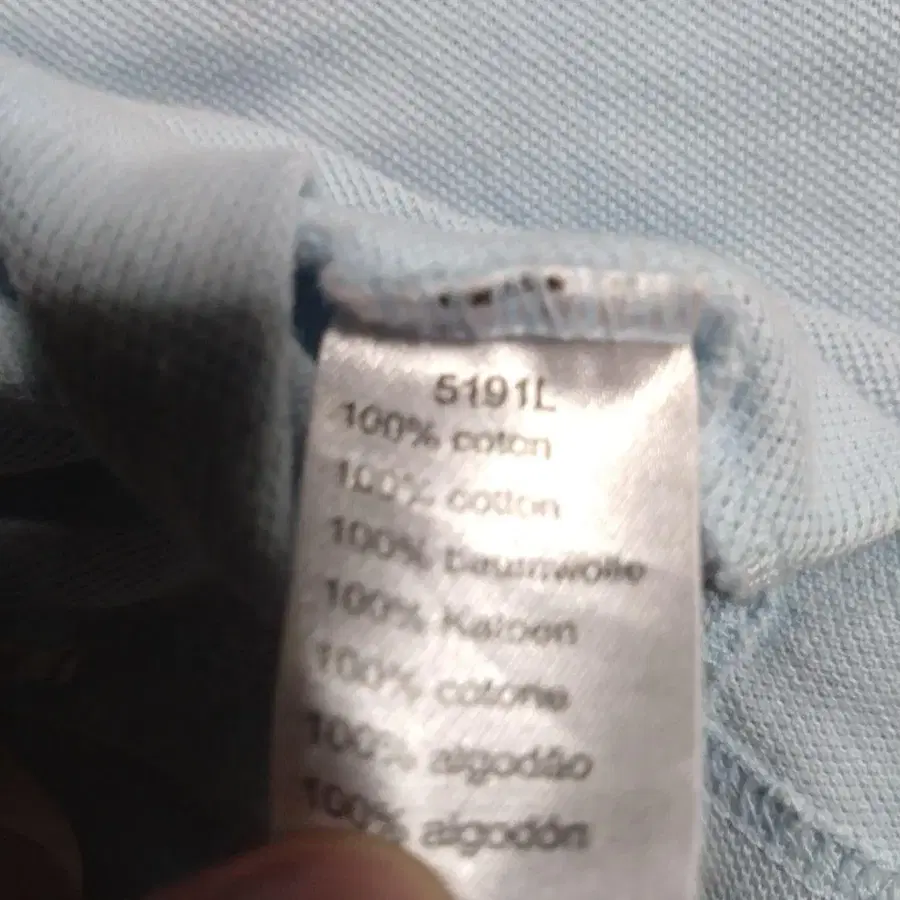 5191L
100% coton
100% cotton
100% baumwolle
100% Katoen
100% cotone
100% algodão
100% algodón